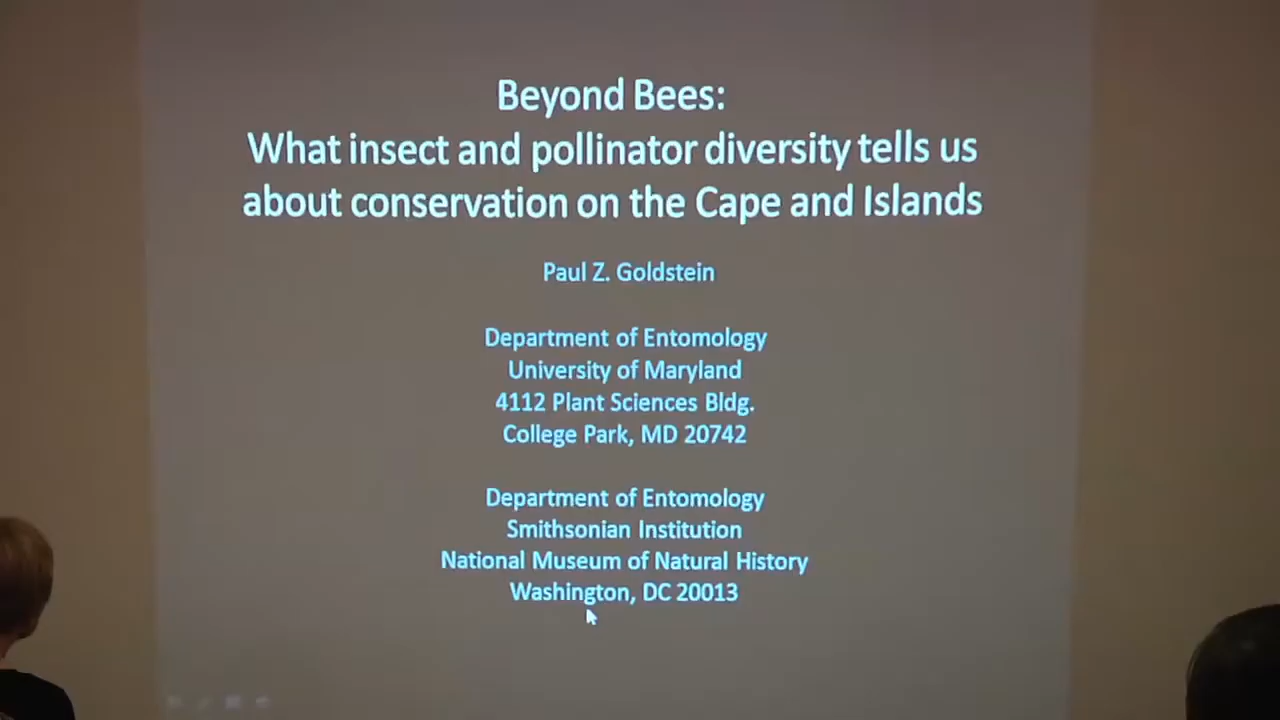 Beyond Bees:
What insect and pollinator diversity tells us
about conservation on the Cape and Islands
Paul Z. Goldstein
Department of Entomology
University of Maryland
4112 Plant Sciences Bldg.
College Park, MD 20742
Department of Entomology
Smithsonian Institution
National Museum of Natural History
Washington, DC 20013